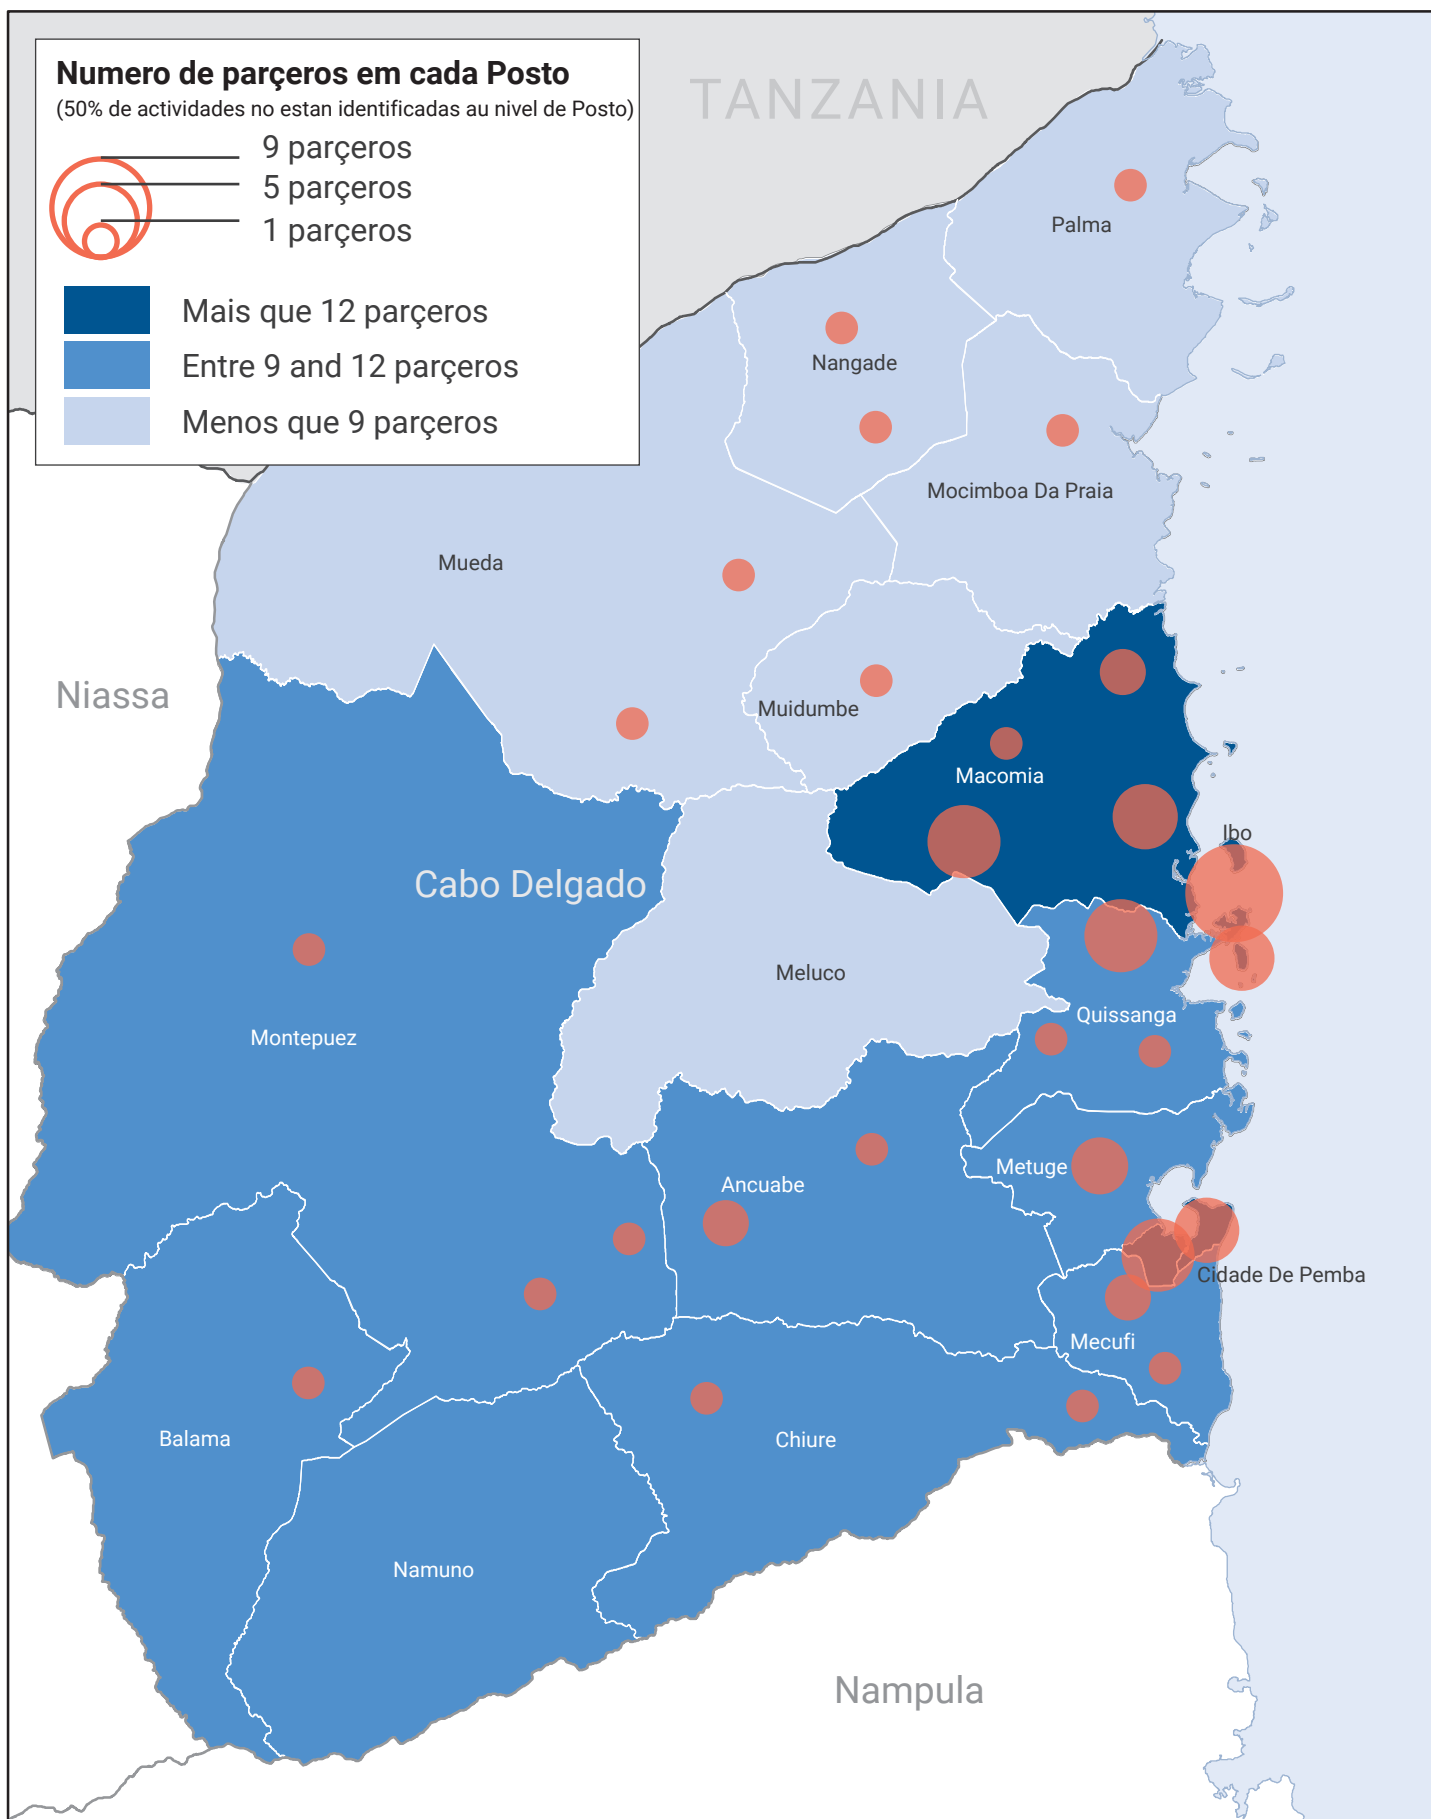 Numero de parçeros em cada Posto
(50% de actividades no estan identificadas au nivel de Posto)
9 parçeros
5 parçeros
1 parçeros
Mais que 12 parçeros
Entre 9 and 12 parçeros
Menos que 9 parçeros
TANZANIA
Palma
Nangade
Mocimboa Da Praia
Mueda
Niassa
Muidumbe
Macomia
Ibo
Cabo Delgado
Meluco
Quissanga
Montepuez
Metuge
Ancuabe
Cidade De Pemba
Mecufi
Balama
Chiure
Namuno
Nampula